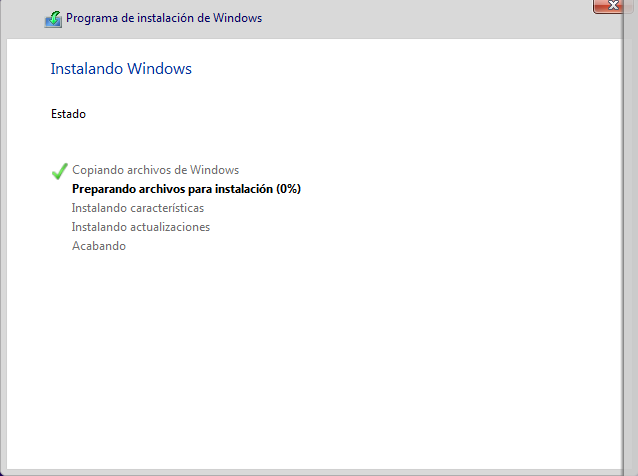 Programa de instalación de Windows
Instalando Windows
Estado
Copiando archivos de Windows
Preparando archivos para instalación (0%)
Instalando características
Instalando actualizaciones
Acabando